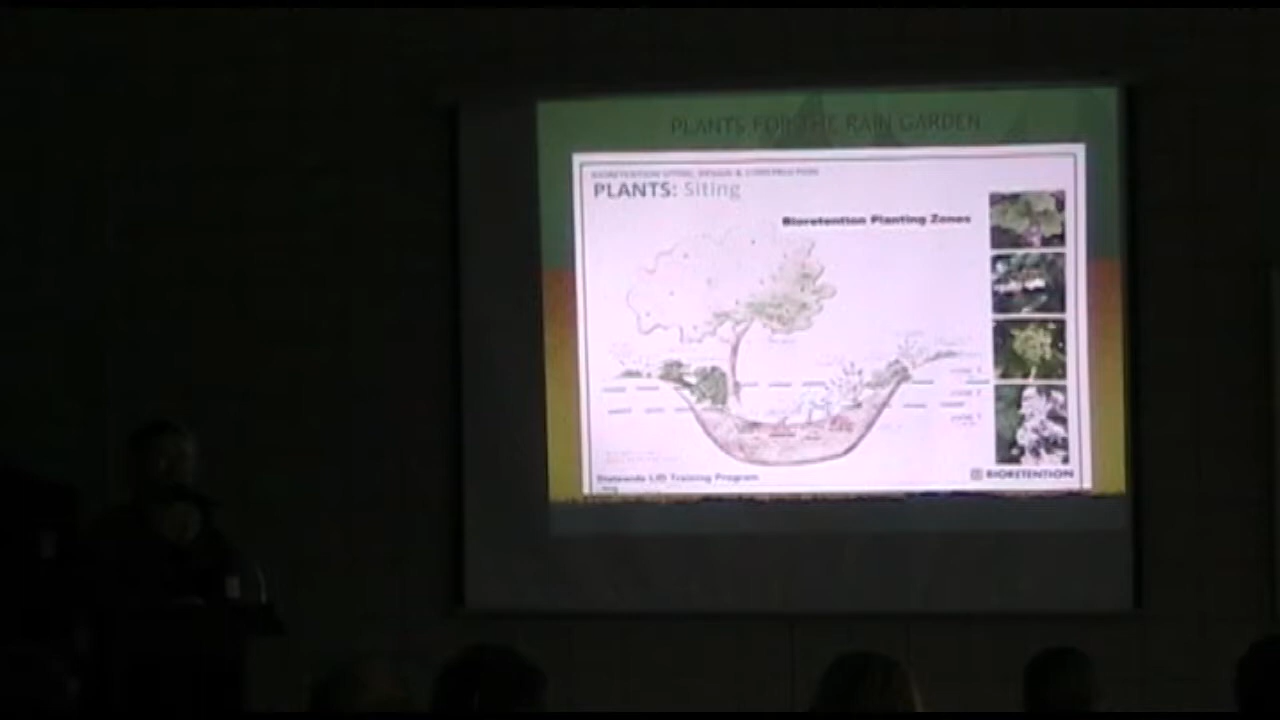 PLANTS FOR THE RAIN GARDEN
BIORETENTION SITING, DESIGN & CONSTRUCTION
PLANTS: Siting
Bioretention Planting Zones
Statewide LID Training Program
BIORETENTION